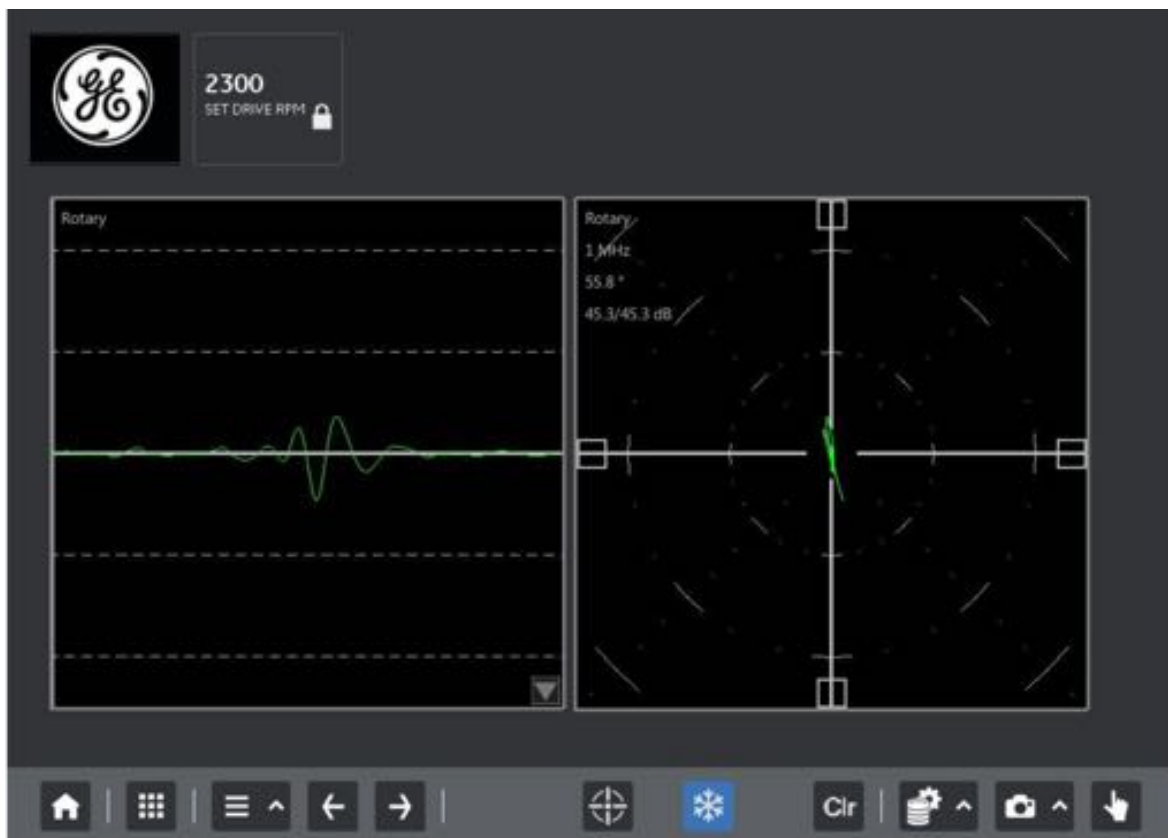 GE
2300
SET DRIVE RPM
Rotary
Rotary
1 MHz
55.8 °
45.3/45.3 dB
Clr